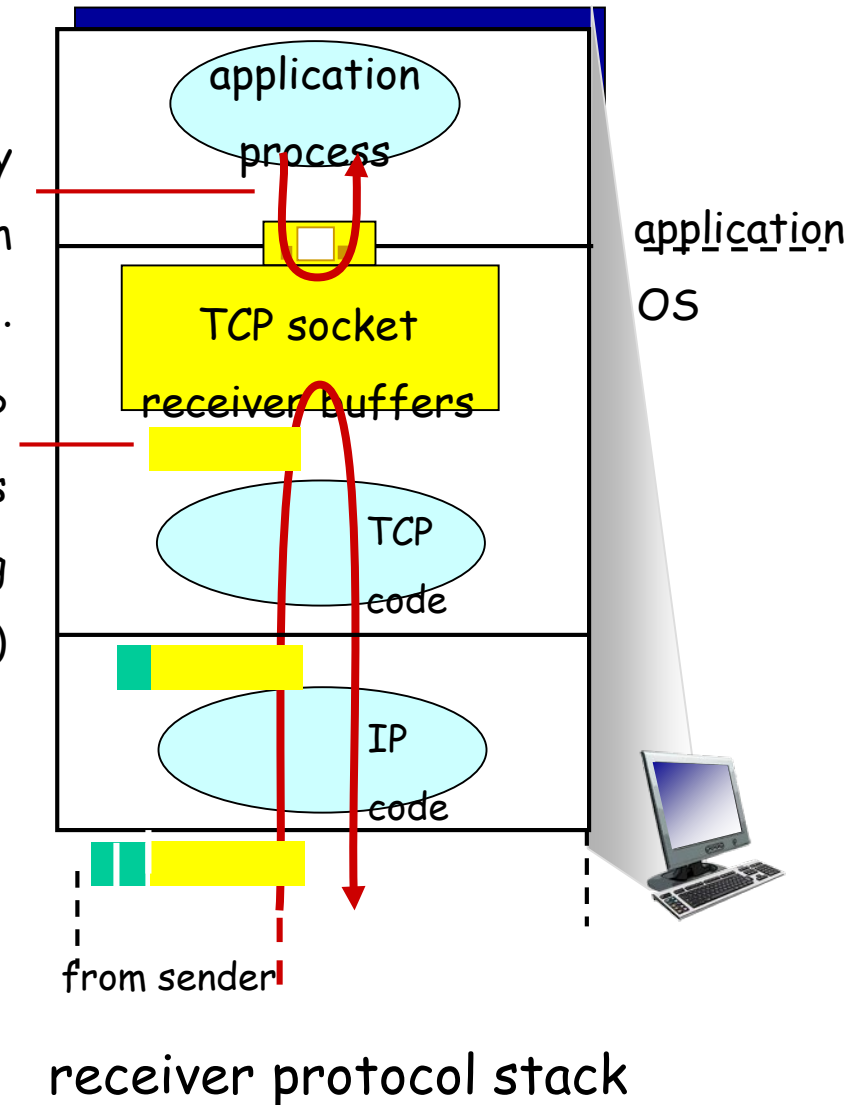 application
process
application
OS
TCP socket
receiver buffers
TCP
code
IP
code
from sender
receiver protocol stack